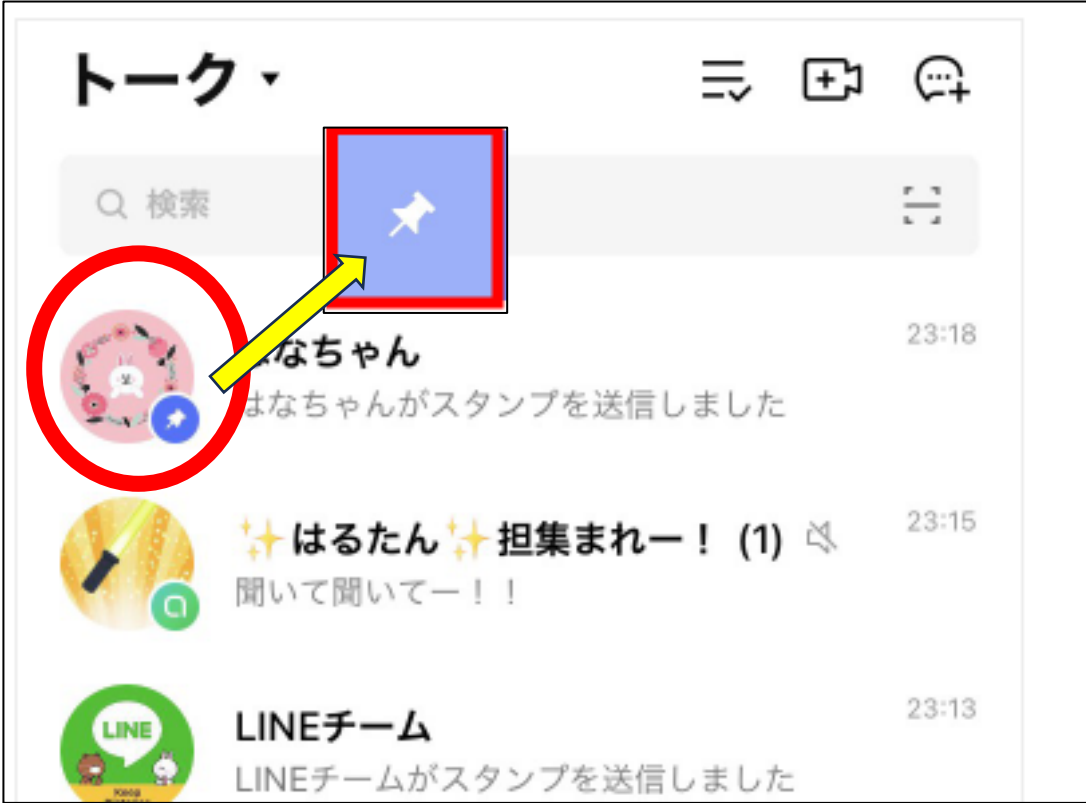 トーク
検索
はなちゃん
23:18
はなちゃんがスタンプを送信しました
✨はるたん✨担集まれー！ (1)
23:15
聞いて聞いてー！！
LINE
LINEチーム
23:13
LINEチームがスタンプを送信しました